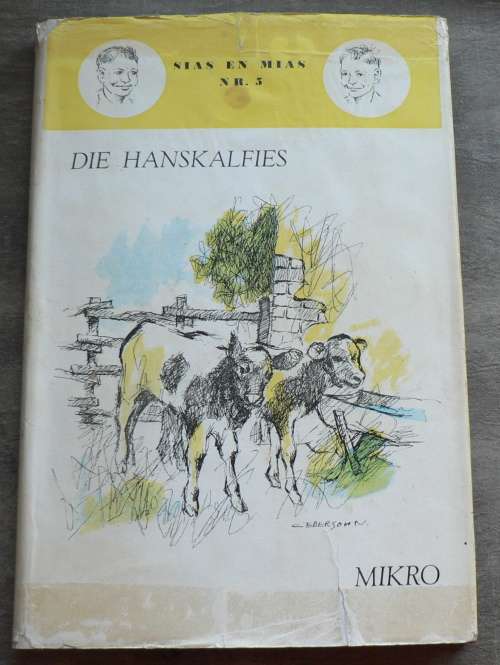 SIAS EN MIAS
NR. 5
DIE HANSKALFIES
MIKRO